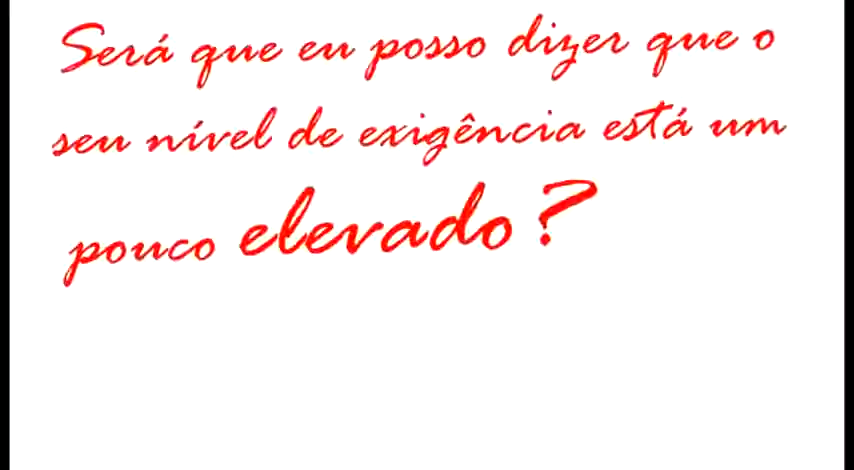 Será que eu posso dizer que o
seu nível de exigência está um
pouco elevado?